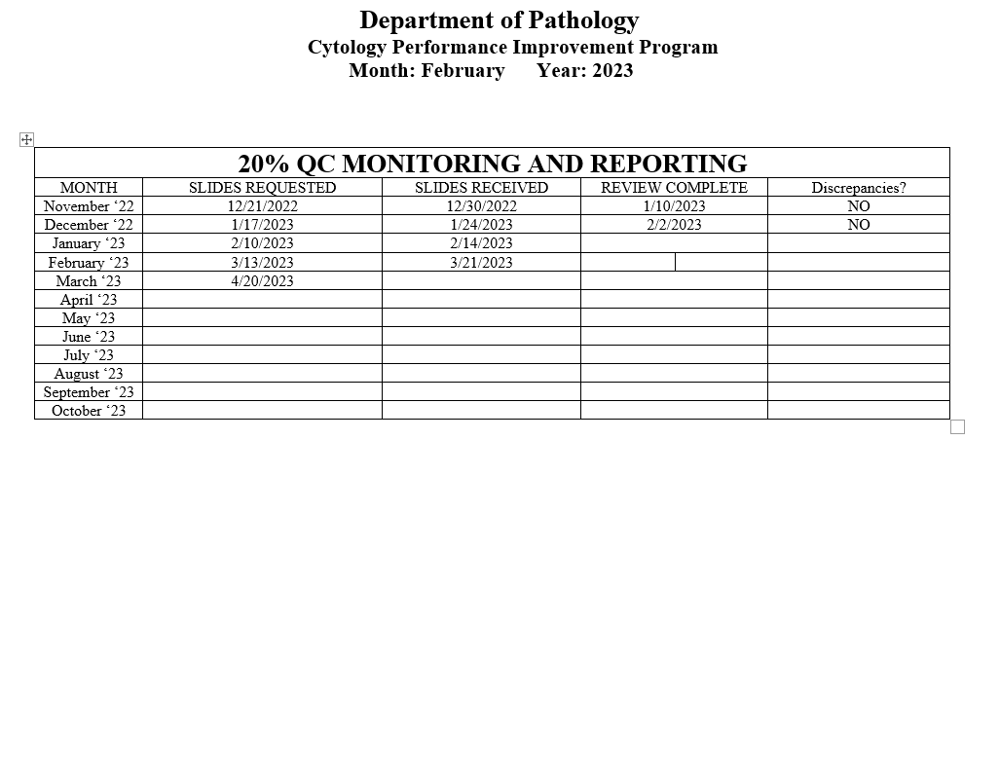 Department of Pathology
Cytology Performance Improvement Program
Month: February Year: 2023
20% QC MONITORING AND REPORTING
MONTH SLIDES REQUESTED SLIDES RECEIVED REVIEW COMPLETE Discrepancies?
November ‘22 12/21/2022 12/30/2022 1/10/2023 NO
December ‘22 1/17/2023 1/24/2023 2/2/2023 NO
January ‘23 2/10/2023 2/14/2023
February ‘23 3/13/2023 3/21/2023
March ‘23 4/20/2023
April ‘23
May ‘23
June ‘23
July ‘23
August ‘23
September ‘23
October ‘23